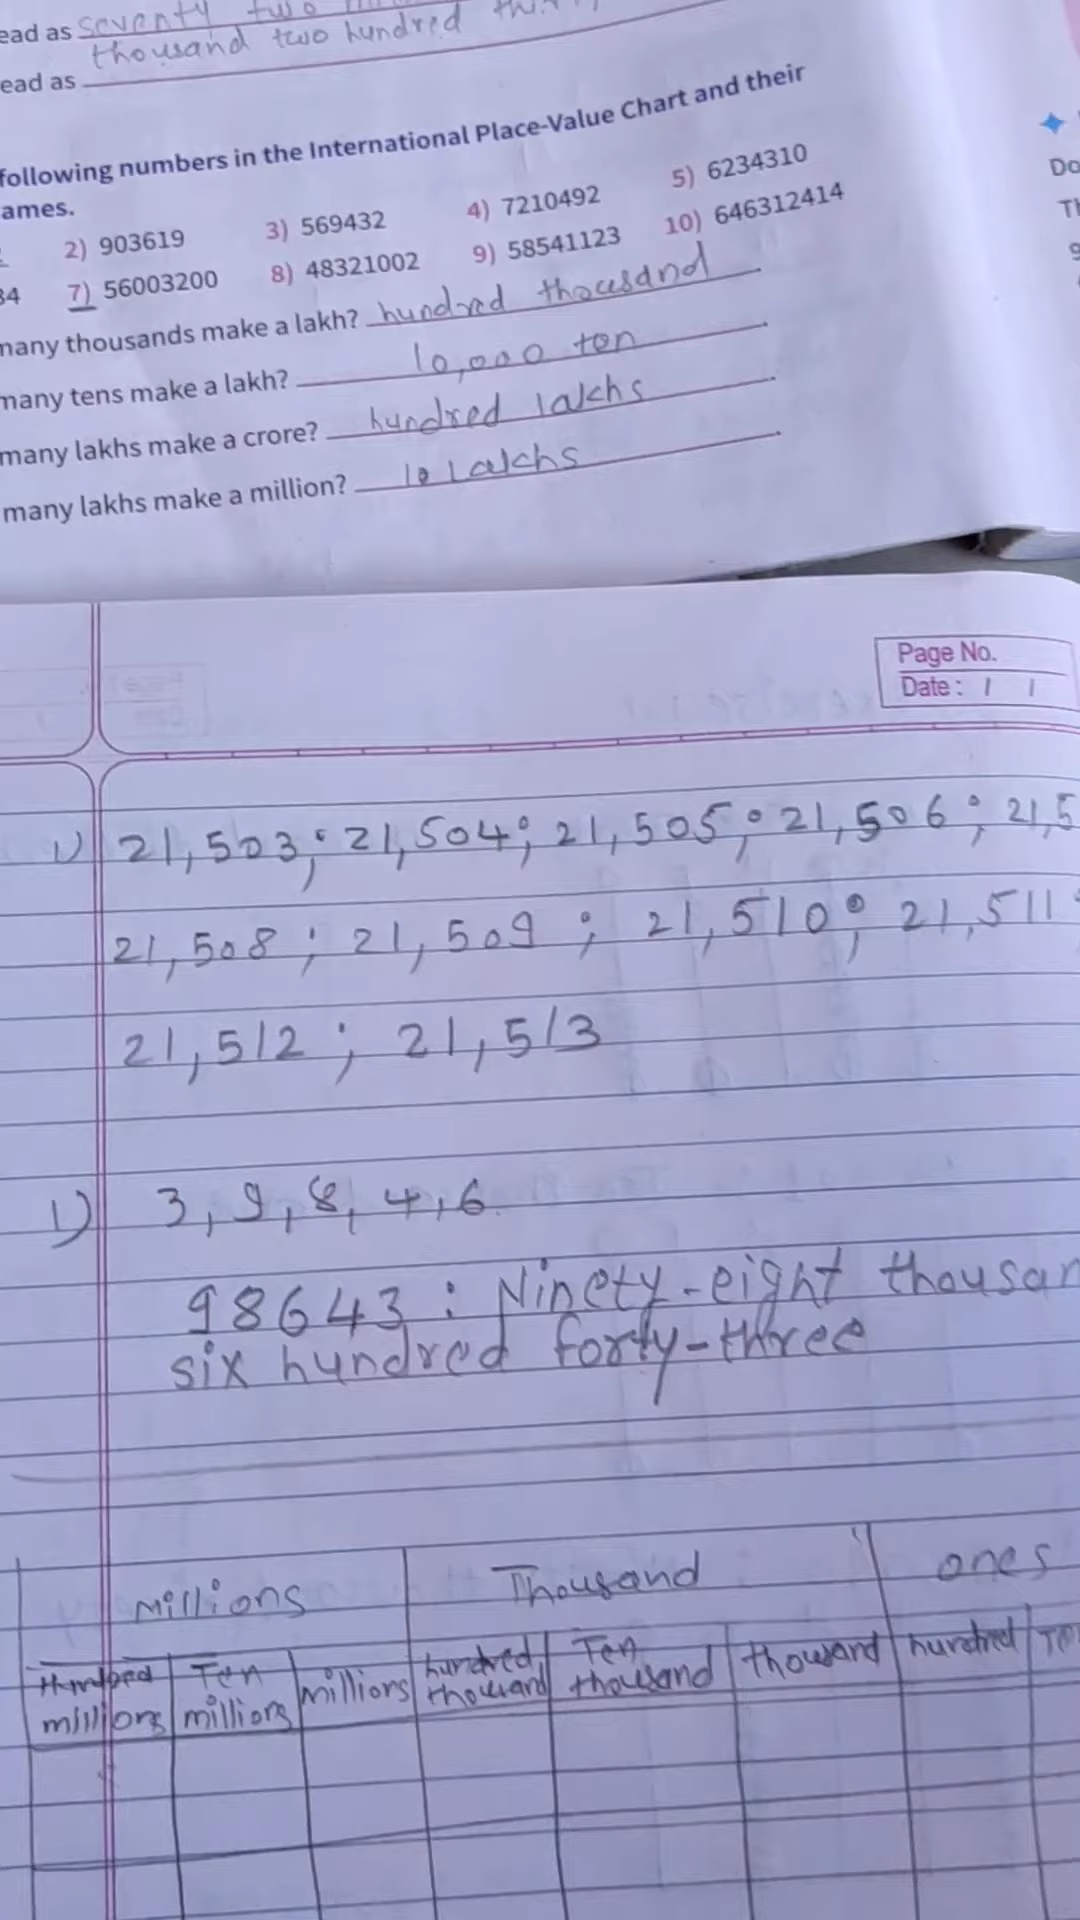 ead as seventy two
thousand two hundred
ead as
following numbers in the International Place-Value Chart and their
ames.
2) 903619 3) 569432 4) 7210492 5) 6234310
34 7) 56003200 8) 48321002 9) 58541123 10) 646312414
many thousands make a lakh? hundred thousand
many tens make a lakh? 10,000 ten
many lakhs make a crore? hundred lakhs
many lakhs make a million? 10 Lakhs
Do
Th
Page No.
Date : / /
1) 21,503; 21,504; 21,505; 21,506; 21,5
21,508; 21,509; 21,510; 21,511
21,512; 21,513
1) 3, 9, 8, 4, 6
98643 : Ninety-eight thousan
six hundred forty-three
Millions Thousand ones
Hundred millions Ten millions millions hundred thousand Ten thousand thousand hundred Te